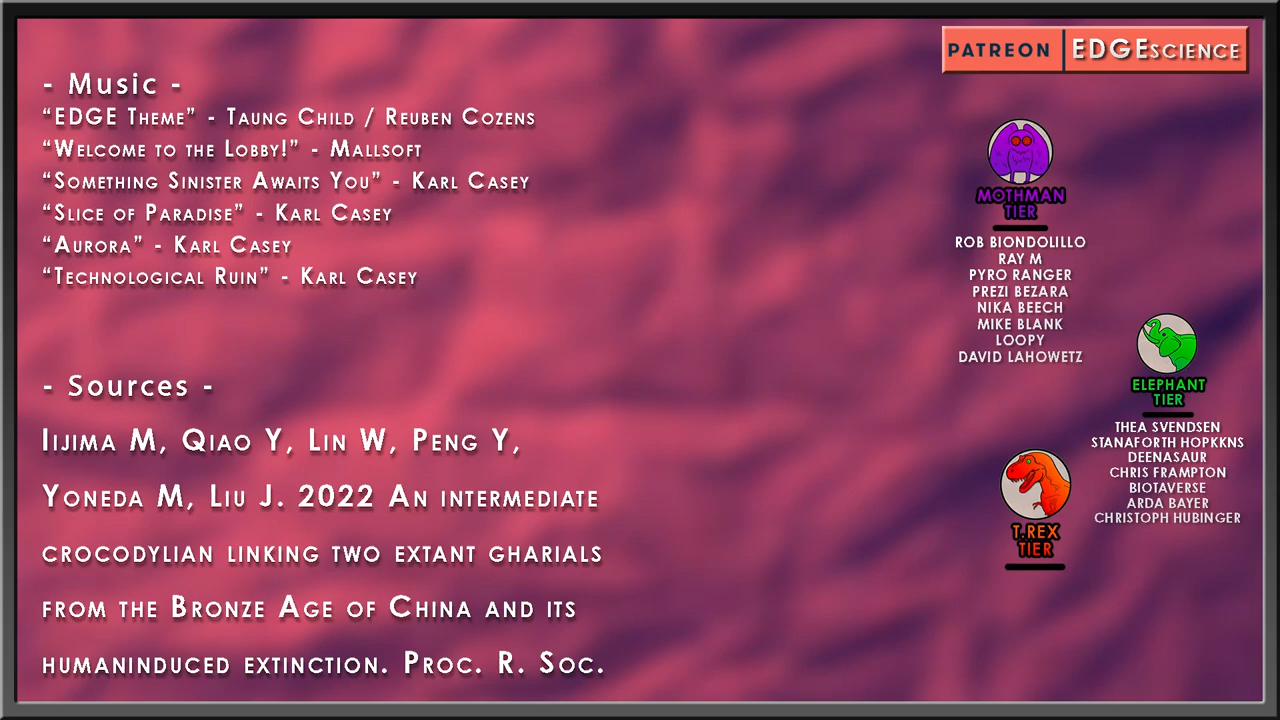 - Music -
“EDGE Theme” - Taung Child / Reuben Cozens
“Welcome to the Lobby!” - Mallsoft
“Something Sinister Awaits You” - Karl Casey
“Slice of Paradise” - Karl Casey
“Aurora” - Karl Casey
“Technological Ruin” - Karl Casey
- Sources -
Iijima M, Qiao Y, Lin W, Peng Y,
Yoneda M, Liu J. 2022 An intermediate
crocodylian linking two extant gharials
from the Bronze Age of China and its
humaninduced extinction. Proc. R. Soc.
PATREON | EDGEscience
MOTHMAN
TIER
ROB BIONDOLILLO
RAY M
PYRO RANGER
PREZI BEZARA
NIKA BEECH
MIKE BLANK
LOOPY
DAVID LAHOWETZ
ELEPHANT
TIER
THEA SVENDSEN
STANAFORTH HOPKKNS
DEENASAUR
CHRIS FRAMPTON
BIOTAVERSE
ARDA BAYER
CHRISTOPH HUBINGER
T.REX
TIER